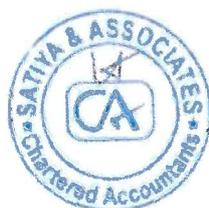 SATIVA & ASSOCIATES
CA
Chartered Accountants